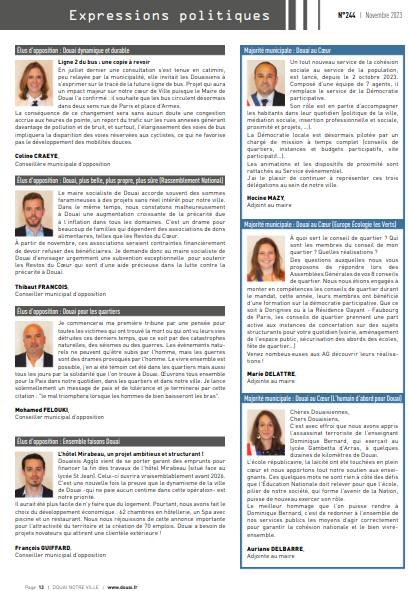 Expressions politiques
N°244 | Novembre 2023
Élus d'opposition : Douai dynamique et durable
Ligne 2 du bus : une copie à revoir
En juillet dernier une consultation s'est tenue en catimini,
peu relayée par la municipalité, elle invitait les Douaisiens à
s'exprimer sur le tracé de la future ligne de bus. Projet qui aura
un impact majeur sur notre cœur de Ville puisque le Maire de
Douai l'a confirmé : il souhaite que les bus circulent désormais
dans deux sens rue de Paris et place d'Armes.
La conséquence de ce changement sera sans aucun doute une congestion
accrue aux heures de pointe, un report du trafic sur les rues annexes générant
davantage de pollution et de bruit, et surtout, l'élargissement des voies de bus
impliquera la disparition des voies réservées aux cyclistes, ce qui ne favorise
pas le développement des mobilités douces.
Coline CRAEYE,
Conseillère municipale d'opposition
Élus d'opposition : Douai, plus belle, plus propre, plus sûre (Rassemblement National)
Le maire socialiste de Douai accorde souvent des sommes
faramineuses à des projets sans réel intérêt pour notre ville.
Dans le même temps, nous constatons malheureusement
à Douai une augmentation croissante de la précarité due
à l'inflation dans tous les domaines. C'est un drame pour
beaucoup de familles qui dépendent des associations de dons
alimentaires, telles que les Restos du Cœur.
À partir de novembre, ces associations seraient contraintes financièrement
de devoir refuser des bénéficiaires. Je demande donc au maire socialiste de
Douai d'envisager urgemment une subvention exceptionnelle pour soutenir
les Restos du Cœur qui sont d'une aide précieuse dans la lutte contre la
précarité à Douai.
Thibaut FRANCOIS,
Conseiller municipal d'opposition
Élus d'opposition : Douai pour les quartiers
Je commencerai ma première tribune par une pensée pour
toutes les victimes qui ont trouvé la mort ou qui ont vu leurs vies
détruites ces derniers temps, que ce soit par des catastrophes
naturelles, des séismes ou des guerres. Les événements natu-
rels ne peuvent qu'être subis par l'homme, mais les guerres
sont des drames provoqués par l'homme. Le vivre ensemble est
possible, j'en ai été témoin cet été dans les quartiers mais aussi
tous les jours par la solidarité que l'on trouve à Douai. Œuvrons tous ensemble
pour la Paix dans notre quotidien, dans les quartiers et dans notre ville. Je lance
solennellement un message de paix et de tolérance et je terminerai par cette
citation : "le mal triomphera lorsque les hommes de bien baisseront les bras".
Mohamed FELOUKI,
Conseiller municipal d'opposition
Élus d'opposition : Ensemble faisons Douai
L'hôtel Mirabeau, un projet ambitieux et structurant !
Douaisis Agglo vient de se porter garant des emprunts pour
financer la fin des travaux de l'hôtel Mirabeau (situé face au
lycée St Jean). Celui-ci ouvrira vraisemblablement avant 2026.
C'est une nouvelle fois la preuve que le dynamisme de la ville
de Douai -qui ne paie aucun centime dans cette opération- est
notre priorité.
Il aurait été plus facile de n'y faire que du logement. Pourtant, nous avons fait le
choix du développement économique : 62 chambres en hôtellerie, un Spa avec
piscine et un restaurant. Nous nous réjouissons de cette annonce importante
pour l'attractivité du territoire et la création de 70 emplois. Douai a besoin de
projets novateurs qui attirent une clientèle extérieure !
François GUIFFARD,
Conseiller municipal d'opposition
Majorité municipale : Douai au Cœur
Un tout nouveau service de la cohésion
sociale au service de la population,
est lancé, depuis le 2 octobre 2023.
Composé d'une équipe de 7 agents, il
remplace le service de la Démocratie
participative.
Son rôle est en partie d'accompagner
les habitants dans leur quotidien (politique de la ville,
médiation sociale, insertion professionnelle et sociale,
proximité et projets, ...).
La Démocratie locale est désormais pilotée par un
chargé de mission à temps complet (conseils de
quartiers, instances et budgets participatifs, site
participatif...).
Les animations et les dispositifs de proximité sont
rattachés au Service événementiel.
J'ai le plaisir de continuer à représenter ces trois
délégations au sein de notre ville.
Hocine MAZY,
Adjoint au maire
Majorité municipale : Douai au Cœur (Europe Écologie les Verts)
A quoi sert le conseil de quartier ? Qui
sont les membres du conseil de mon
quartier ? Quelles réalisations ?
Des questions auxquelles nous vous
proposons de répondre lors des
Assemblées Générales de vos 8 conseils
de quartier. Nous nous étions engagés à
monter en compétences les conseils de quartier durant
le mandat, cette année, leurs membres ont bénéficié
d'une formation sur la démocratie participative. Que ce
soit à Dorignies ou à la Résidence Gayant - Faubourg
de Paris, les conseils de quartier prennent une part
active aux instances de concertation sur des sujets
structurants pour votre quotidien (voirie, aménagement
de l'espace public, sécurisation des abords des écoles,
fête de quartier...)
Venez nombreux·euses aux AG découvrir leurs réalisa-
tions !
Marie DELATTRE,
Adjointe au maire
Majorité municipale : Douai au Cœur (L'humain d'abord pour Douai)
Chères Douaisiennes,
Chers Douaisiens,
C'est avec effroi que nous avons appris
l'assassinat terroriste de l'enseignant
Dominique Bernard, qui exerçait au
lycée Gambetta d'Arras, à quelques
dizaines de kilomètres de Douai.
L'école républicaine, la laïcité ont été touchées en plein
cœur et nous apportons tout notre soutien aux ensei-
gnants. Ces quelques mots ne sont rien à côté des défis
que l'Éducation Nationale doit relever pour que l'école,
pilier de notre société, qui forme l'avenir de la Nation,
puisse de nouveau exercer son rôle.
Le meilleur hommage que l'on puisse rendre à
Dominique Bernard, c'est de redonner à l'ensemble de
nos services publics les moyens d'agir correctement
pour garantir la cohésion nationale et le bien vivre-
ensemble.
Auriane DELBARRE,
Adjointe au maire
Page 12 | DOUAI NOTRE VILLE | www.douai.fr